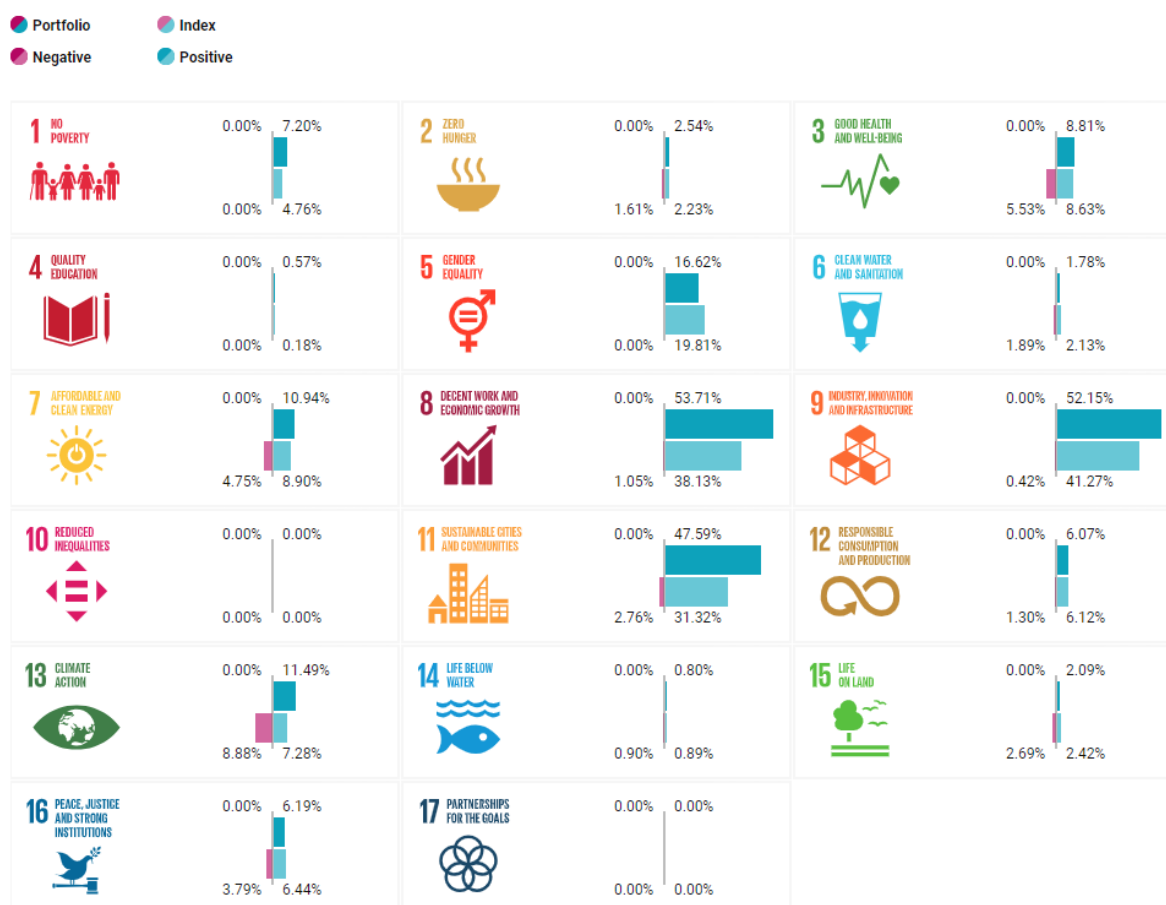 Portfolio
Index
Negative
Positive
1 NO
POVERTY
0.00% 7.20%
0.00% 4.76%
2 ZERO
HUNGER
0.00% 2.54%
1.61% 2.23%
3 GOOD HEALTH
AND WELL-BEING
0.00% 8.81%
5.53% 8.63%
4 QUALITY
EDUCATION
0.00% 0.57%
0.00% 0.18%
5 GENDER
EQUALITY
0.00% 16.62%
0.00% 19.81%
6 CLEAN WATER
AND SANITATION
0.00% 1.78%
1.89% 2.13%
7 AFFORDABLE AND
CLEAN ENERGY
0.00% 10.94%
4.75% 8.90%
8 DECENT WORK AND
ECONOMIC GROWTH
0.00% 53.71%
1.05% 38.13%
9 INDUSTRY, INNOVATION
AND INFRASTRUCTURE
0.00% 52.15%
0.42% 41.27%
10 REDUCED
INEQUALITIES
0.00% 0.00%
0.00% 0.00%
11 SUSTAINABLE CITIES
AND COMMUNITIES
0.00% 47.59%
2.76% 31.32%
12 RESPONSIBLE
CONSUMPTION
AND PRODUCTION
0.00% 6.07%
1.30% 6.12%
13 CLIMATE
ACTION
0.00% 11.49%
8.88% 7.28%
14 LIFE BELOW
WATER
0.00% 0.80%
0.90% 0.89%
15 LIFE
ON LAND
0.00% 2.09%
2.69% 2.42%
16 PEACE, JUSTICE
AND STRONG
INSTITUTIONS
0.00% 6.19%
3.79% 6.44%
17 PARTNERSHIPS
FOR THE GOALS
0.00% 0.00%
0.00% 0.00%